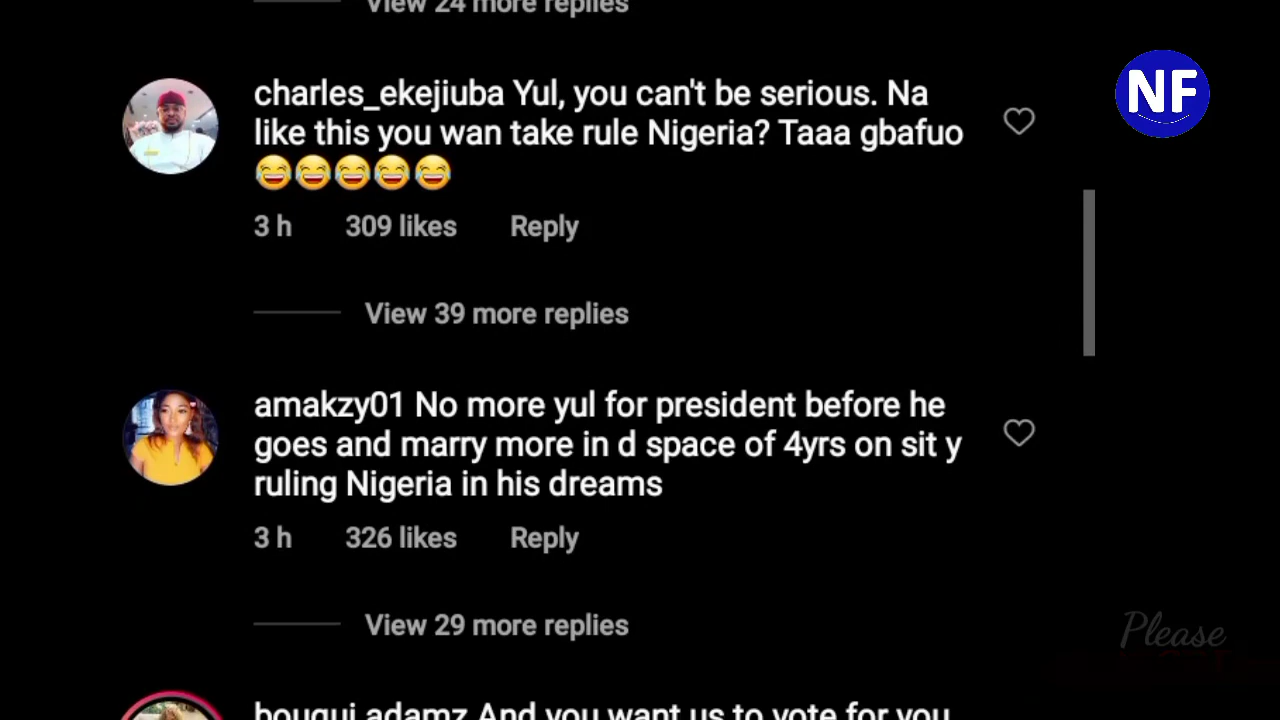 View 24 more replies
charles_ekejiuba Yul, you can't be serious. Na
like this you wan take rule Nigeria? Taaa gbafuo
😂😂😂😂😂
3 h 309 likes Reply
View 39 more replies
amakzy01 No more yul for president before he
goes and marry more in d space of 4yrs on sit y
ruling Nigeria in his dreams
3 h 326 likes Reply
View 29 more replies
bougui_adamz And you want us to vote for you
NF
Please